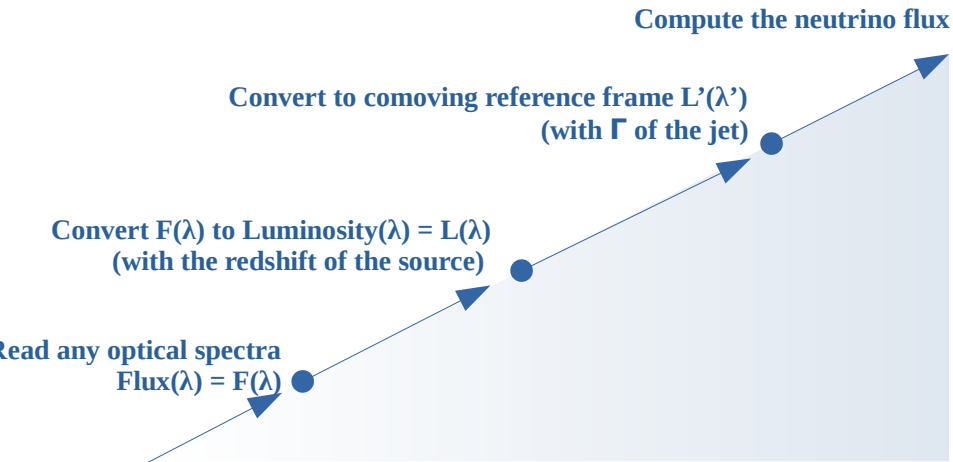 Compute the neutrino flux
Convert to comoving reference frame L’(λ’)
(with Γ of the jet)
Convert F(λ) to Luminosity(λ) = L(λ)
(with the redshift of the source)
Read any optical spectra
Flux(λ) = F(λ)